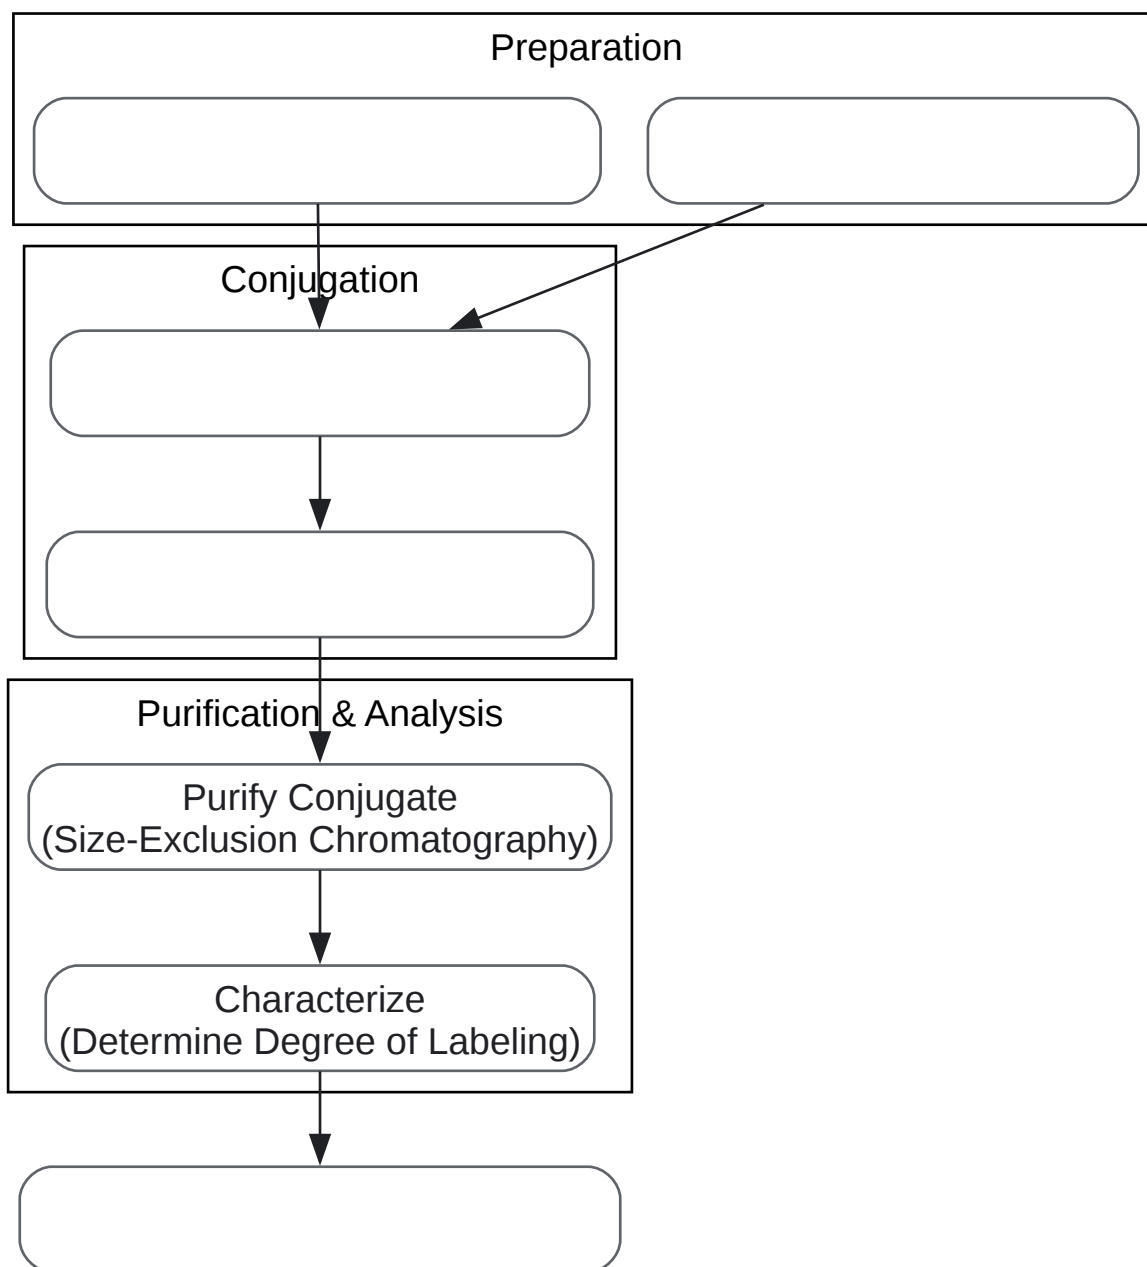 Preparation
Conjugation
Purification & Analysis
Purify Conjugate
(Size-Exclusion Chromatography)
Characterize
(Determine Degree of Labeling)